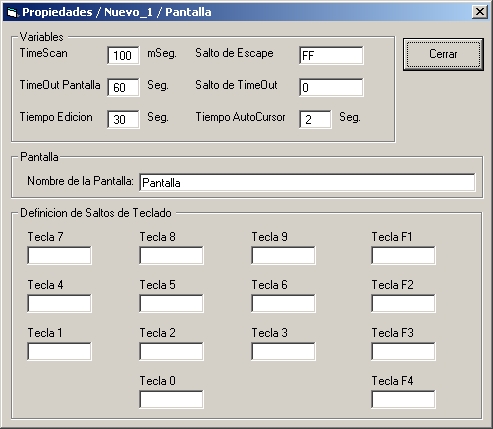 Propiedades / Nuevo_1 / Pantalla
Variables
TimeScan 100 mSeg. Salto de Escape FF
Cerrar
TimeOut Pantalla 60 Seg. Salto de TimeOut 0
Tiempo Edicion 30 Seg. Tiempo AutoCursor 2 Seg.
Pantalla
Nombre de la Pantalla: Pantalla
Definicion de Saltos de Teclado
Tecla 7 Tecla 8 Tecla 9 Tecla F1
Tecla 4 Tecla 5 Tecla 6 Tecla F2
Tecla 1 Tecla 2 Tecla 3 Tecla F3
Tecla 0 Tecla F4